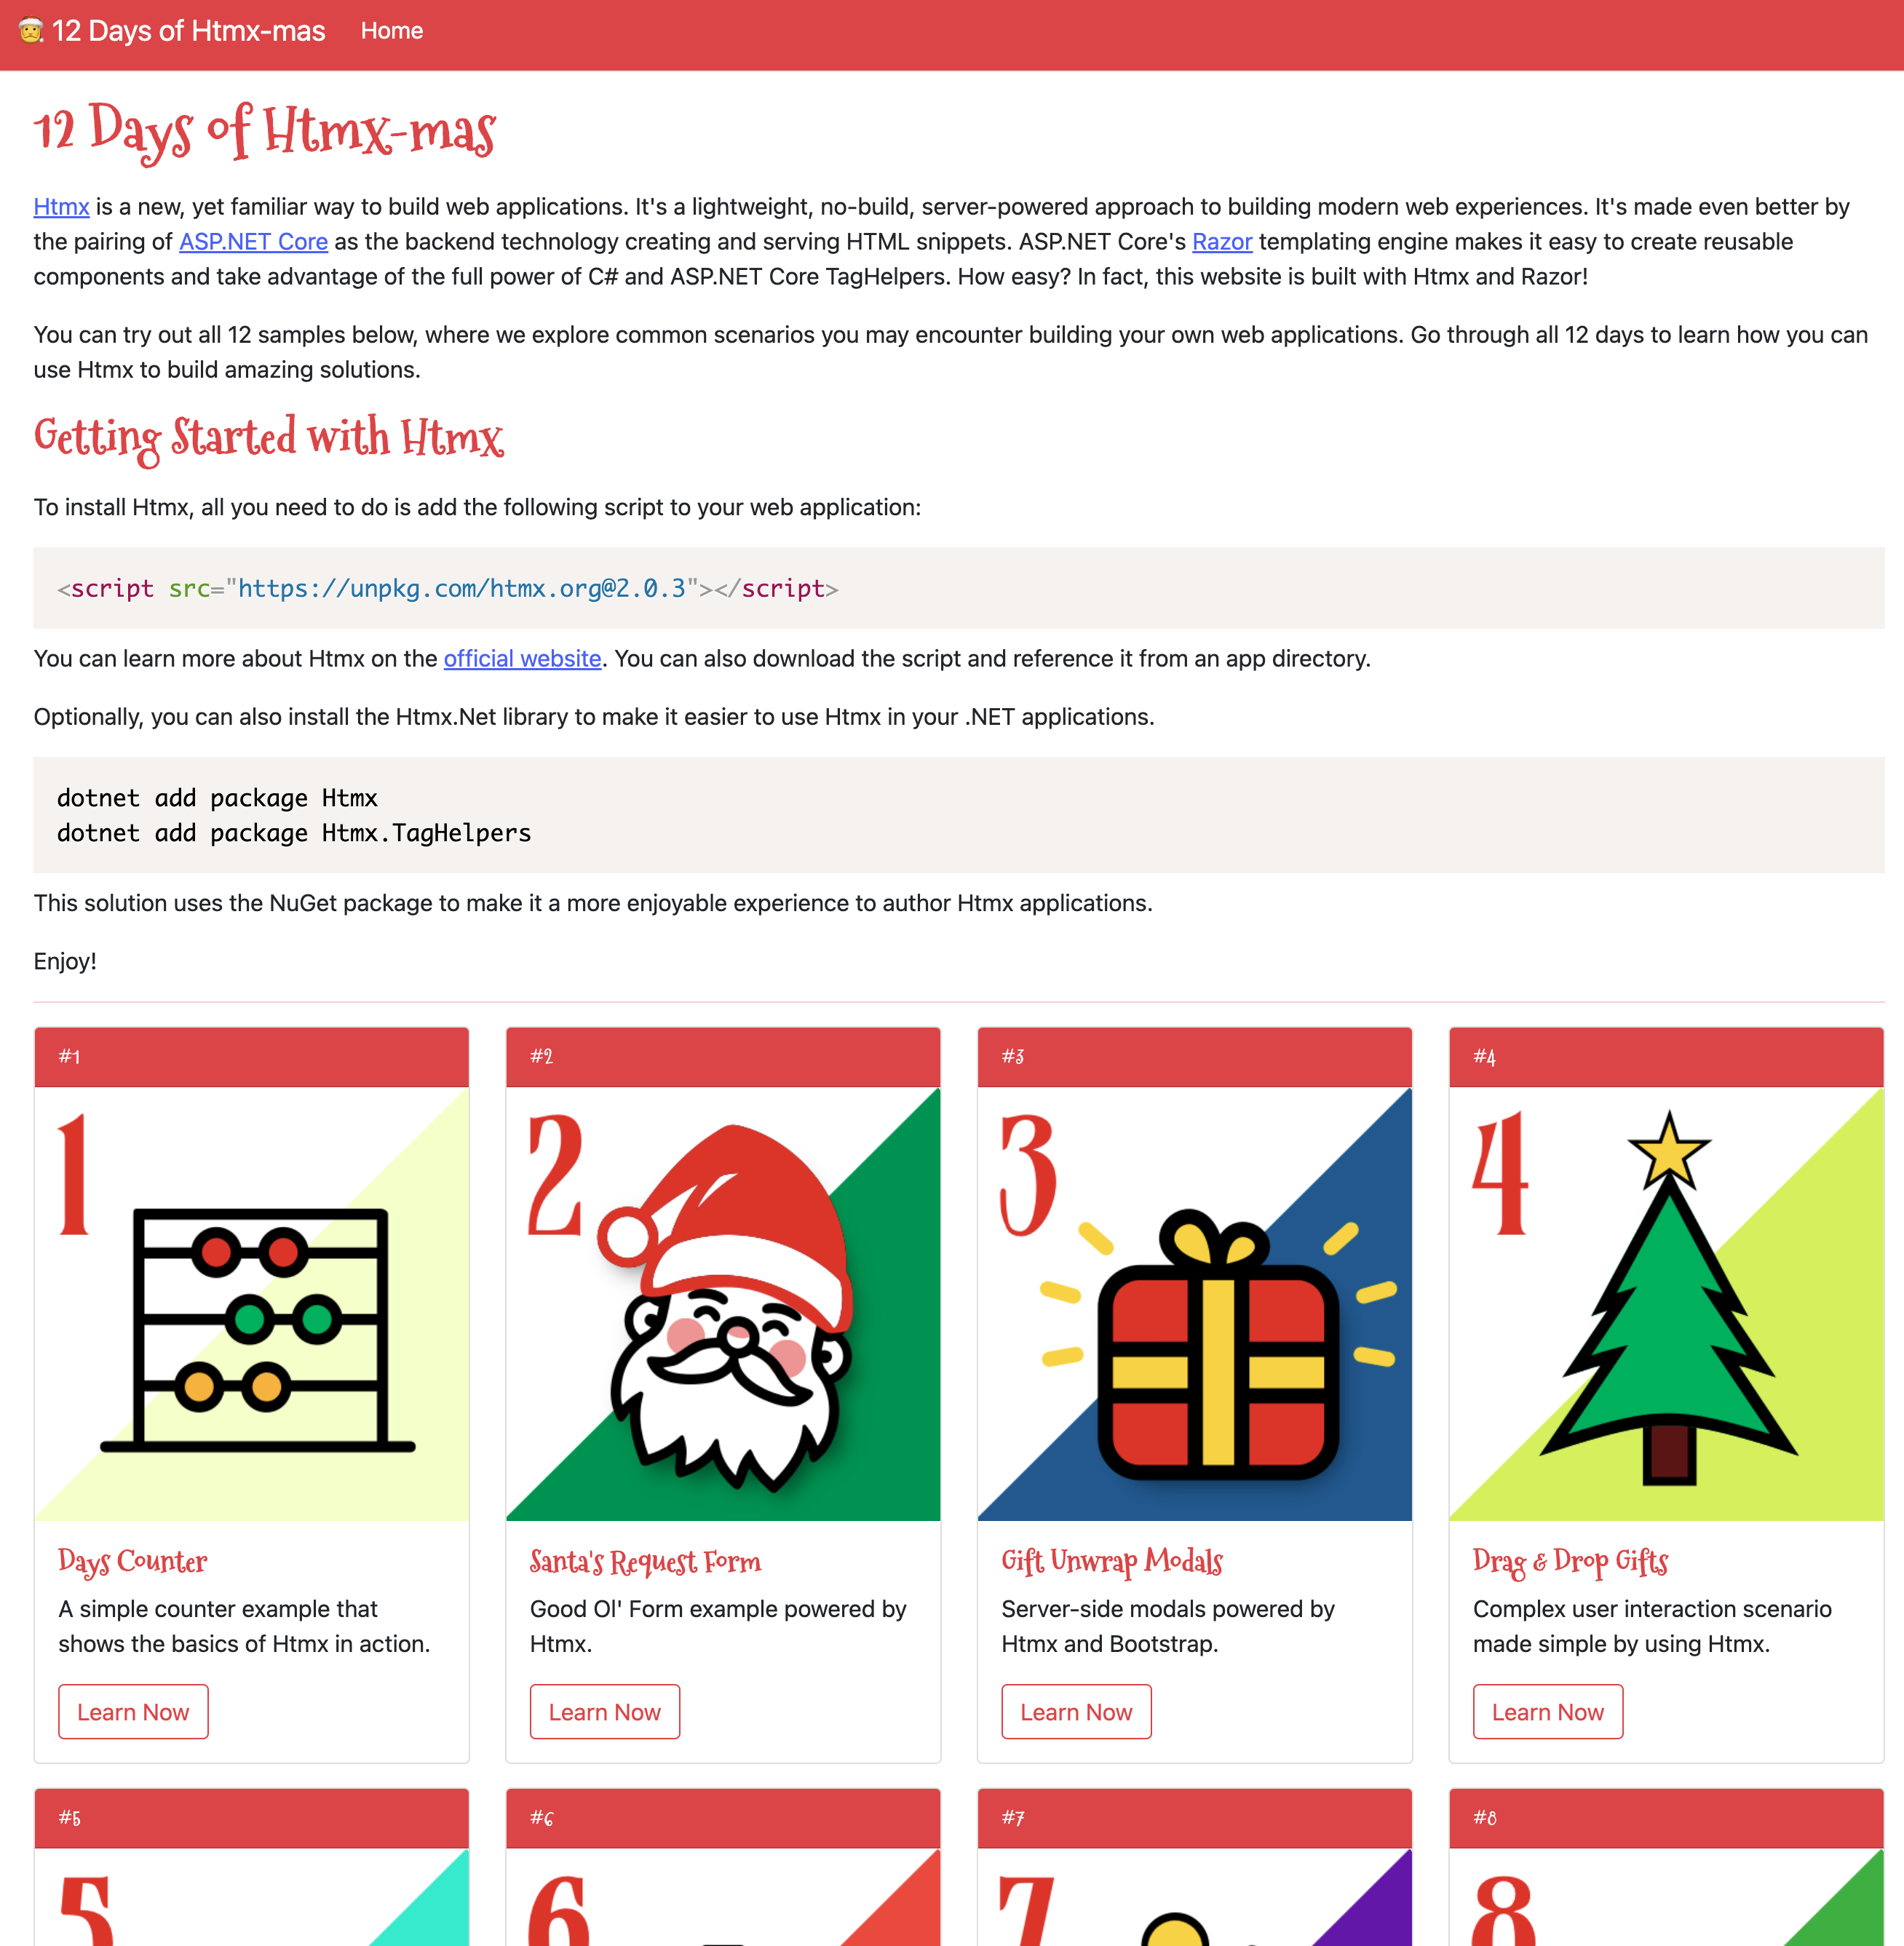 12 Days of Htmx-mas Home
12 Days of Htmx-mas
Htmx is a new, yet familiar way to build web applications. It's a lightweight, no-build, server-powered approach to building modern web experiences. It's made even better by
the pairing of ASP.NET Core as the backend technology creating and serving HTML snippets. ASP.NET Core's Razor templating engine makes it easy to create reusable
components and take advantage of the full power of C# and ASP.NET Core TagHelpers. How easy? In fact, this website is built with Htmx and Razor!
You can try out all 12 samples below, where we explore common scenarios you may encounter building your own web applications. Go through all 12 days to learn how you can
use Htmx to build amazing solutions.
Getting Started with Htmx
To install Htmx, all you need to do is add the following script to your web application:
<script src="https://unpkg.com/htmx.org@2.0.3"></script>
You can learn more about Htmx on the official website. You can also download the script and reference it from an app directory.
Optionally, you can also install the Htmx.Net library to make it easier to use Htmx in your .NET applications.
dotnet add package Htmx
dotnet add package Htmx.TagHelpers
This solution uses the NuGet package to make it a more enjoyable experience to author Htmx applications.
Enjoy!
#1
1
Days Counter
A simple counter example that
shows the basics of Htmx in action.
Learn Now
#2
2
Santa's Request Form
Good Ol' Form example powered by
Htmx.
Learn Now
#3
3
Gift Unwrap Modals
Server-side modals powered by
Htmx and Bootstrap.
Learn Now
#4
4
Drag & Drop Gifts
Complex user interaction scenario
made simple by using Htmx.
Learn Now
#5
5
#6
6
#7
7
#8
8